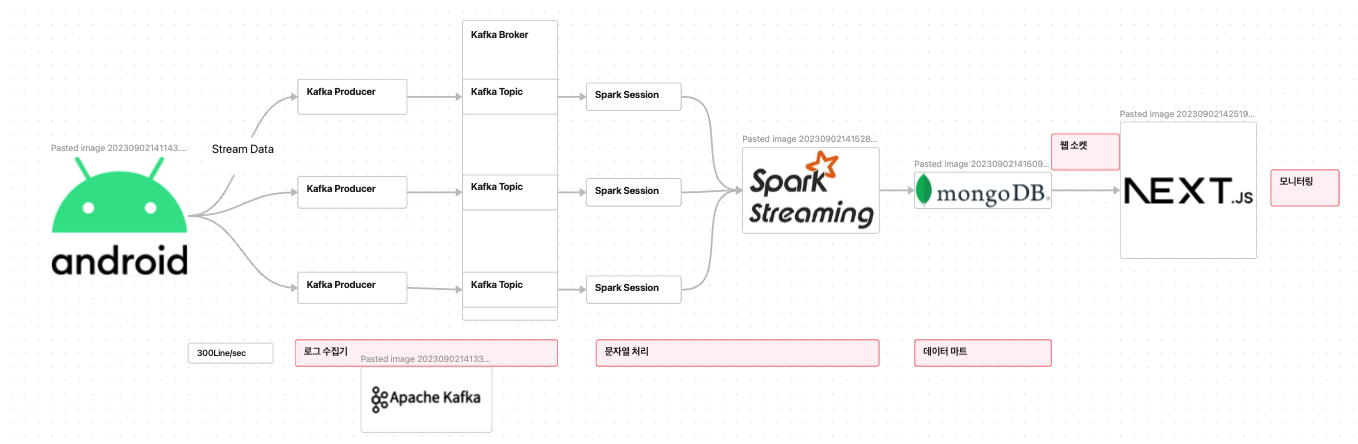 Kafka Broker
Kafka Producer
Kafka Topic
Spark Session
Pasted image 20230902141143....
Stream Data
android
Kafka Producer
Kafka Topic
Spark Session
Kafka Producer
Kafka Topic
Spark Session
Pasted image 20230902141528...
Spark
Streaming
Pasted image 20230902141609...
mongoDB®
웹 소켓
Pasted image 20230902142519...
NEXT.JS
모니터링
300Line/sec
로그 수집기
Pasted image 20230902414133...
Apache Kafka
문자열 처리
데이터 마트